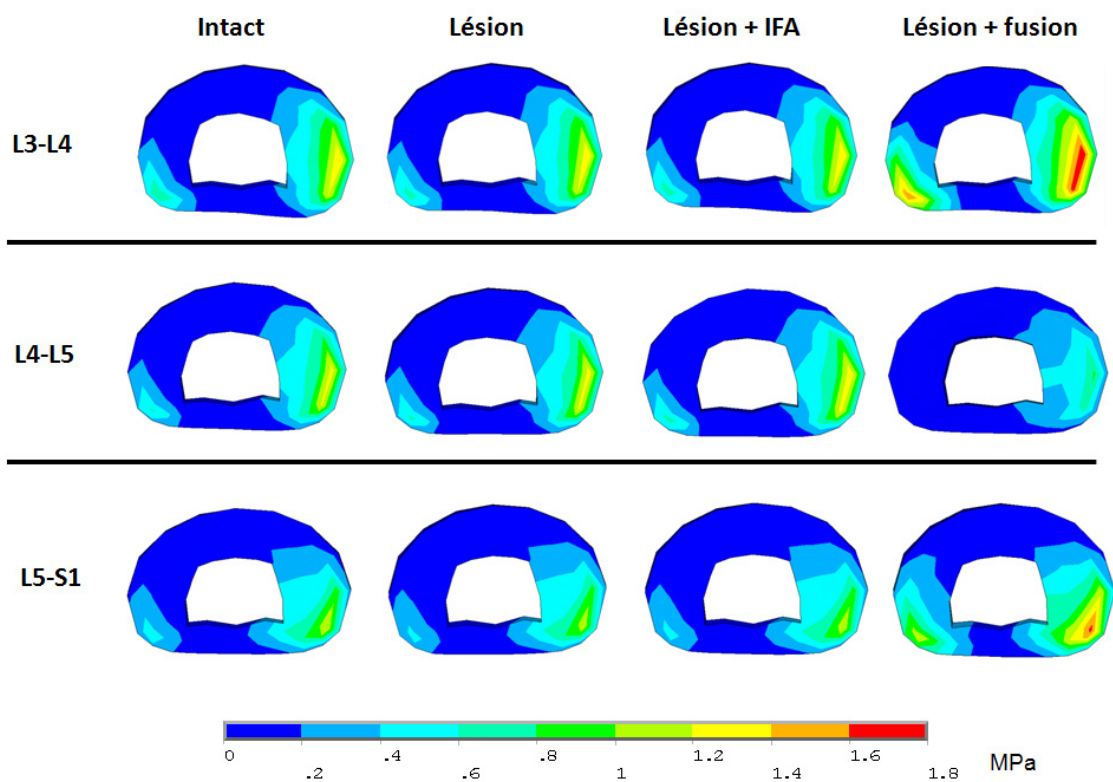 Intact Lésion Lésion + IFA Lésion + fusion
L3-L4
L4-L5
L5-S1
0 .4 .8 1.2 1.6
.2 .6 1 1.4 1.8 MPa